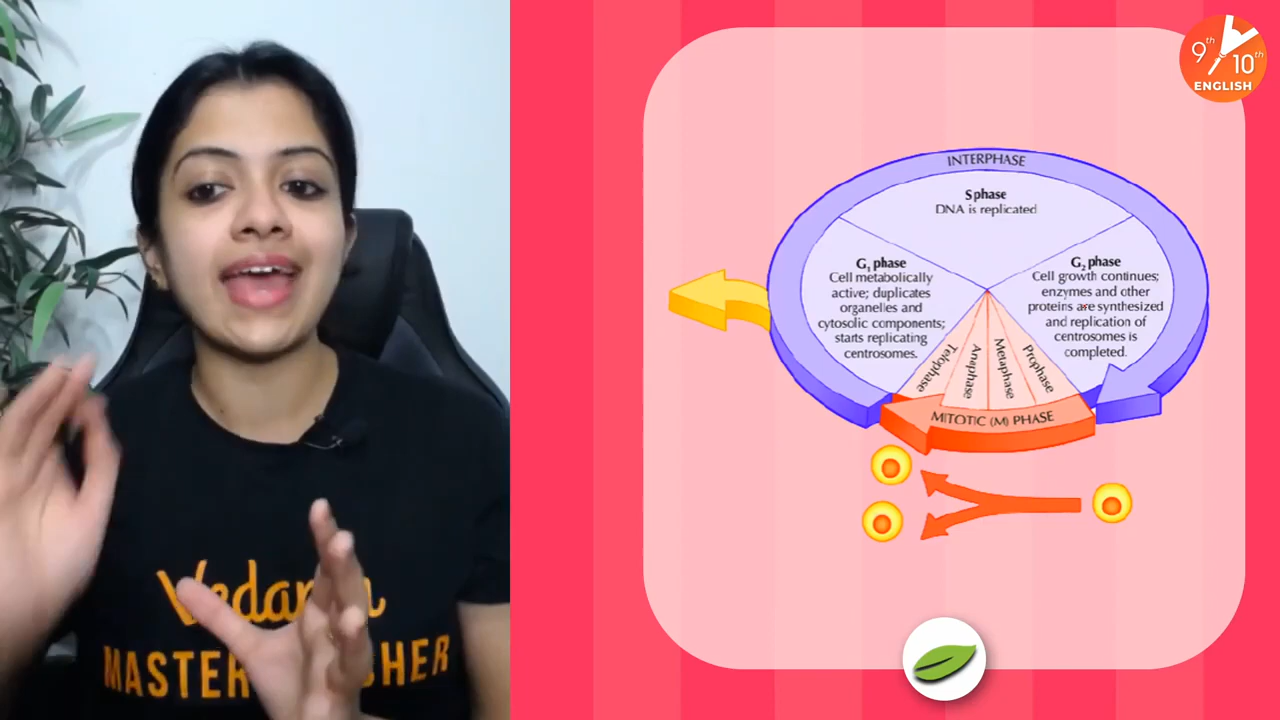 9th
10th
ENGLISH
INTERPHASE
S phase
DNA is replicated
G1 phase
Cell metabolically
active; duplicates
organelles and
cytosolic components;
starts replicating
centrosomes.
G2 phase
Cell growth continues;
enzymes and other
proteins are synthesized
and replication of
centrosomes is
completed.
Telophase
Anaphase
Metaphase
Prophase
MITOTIC (M) PHASE
MASTER